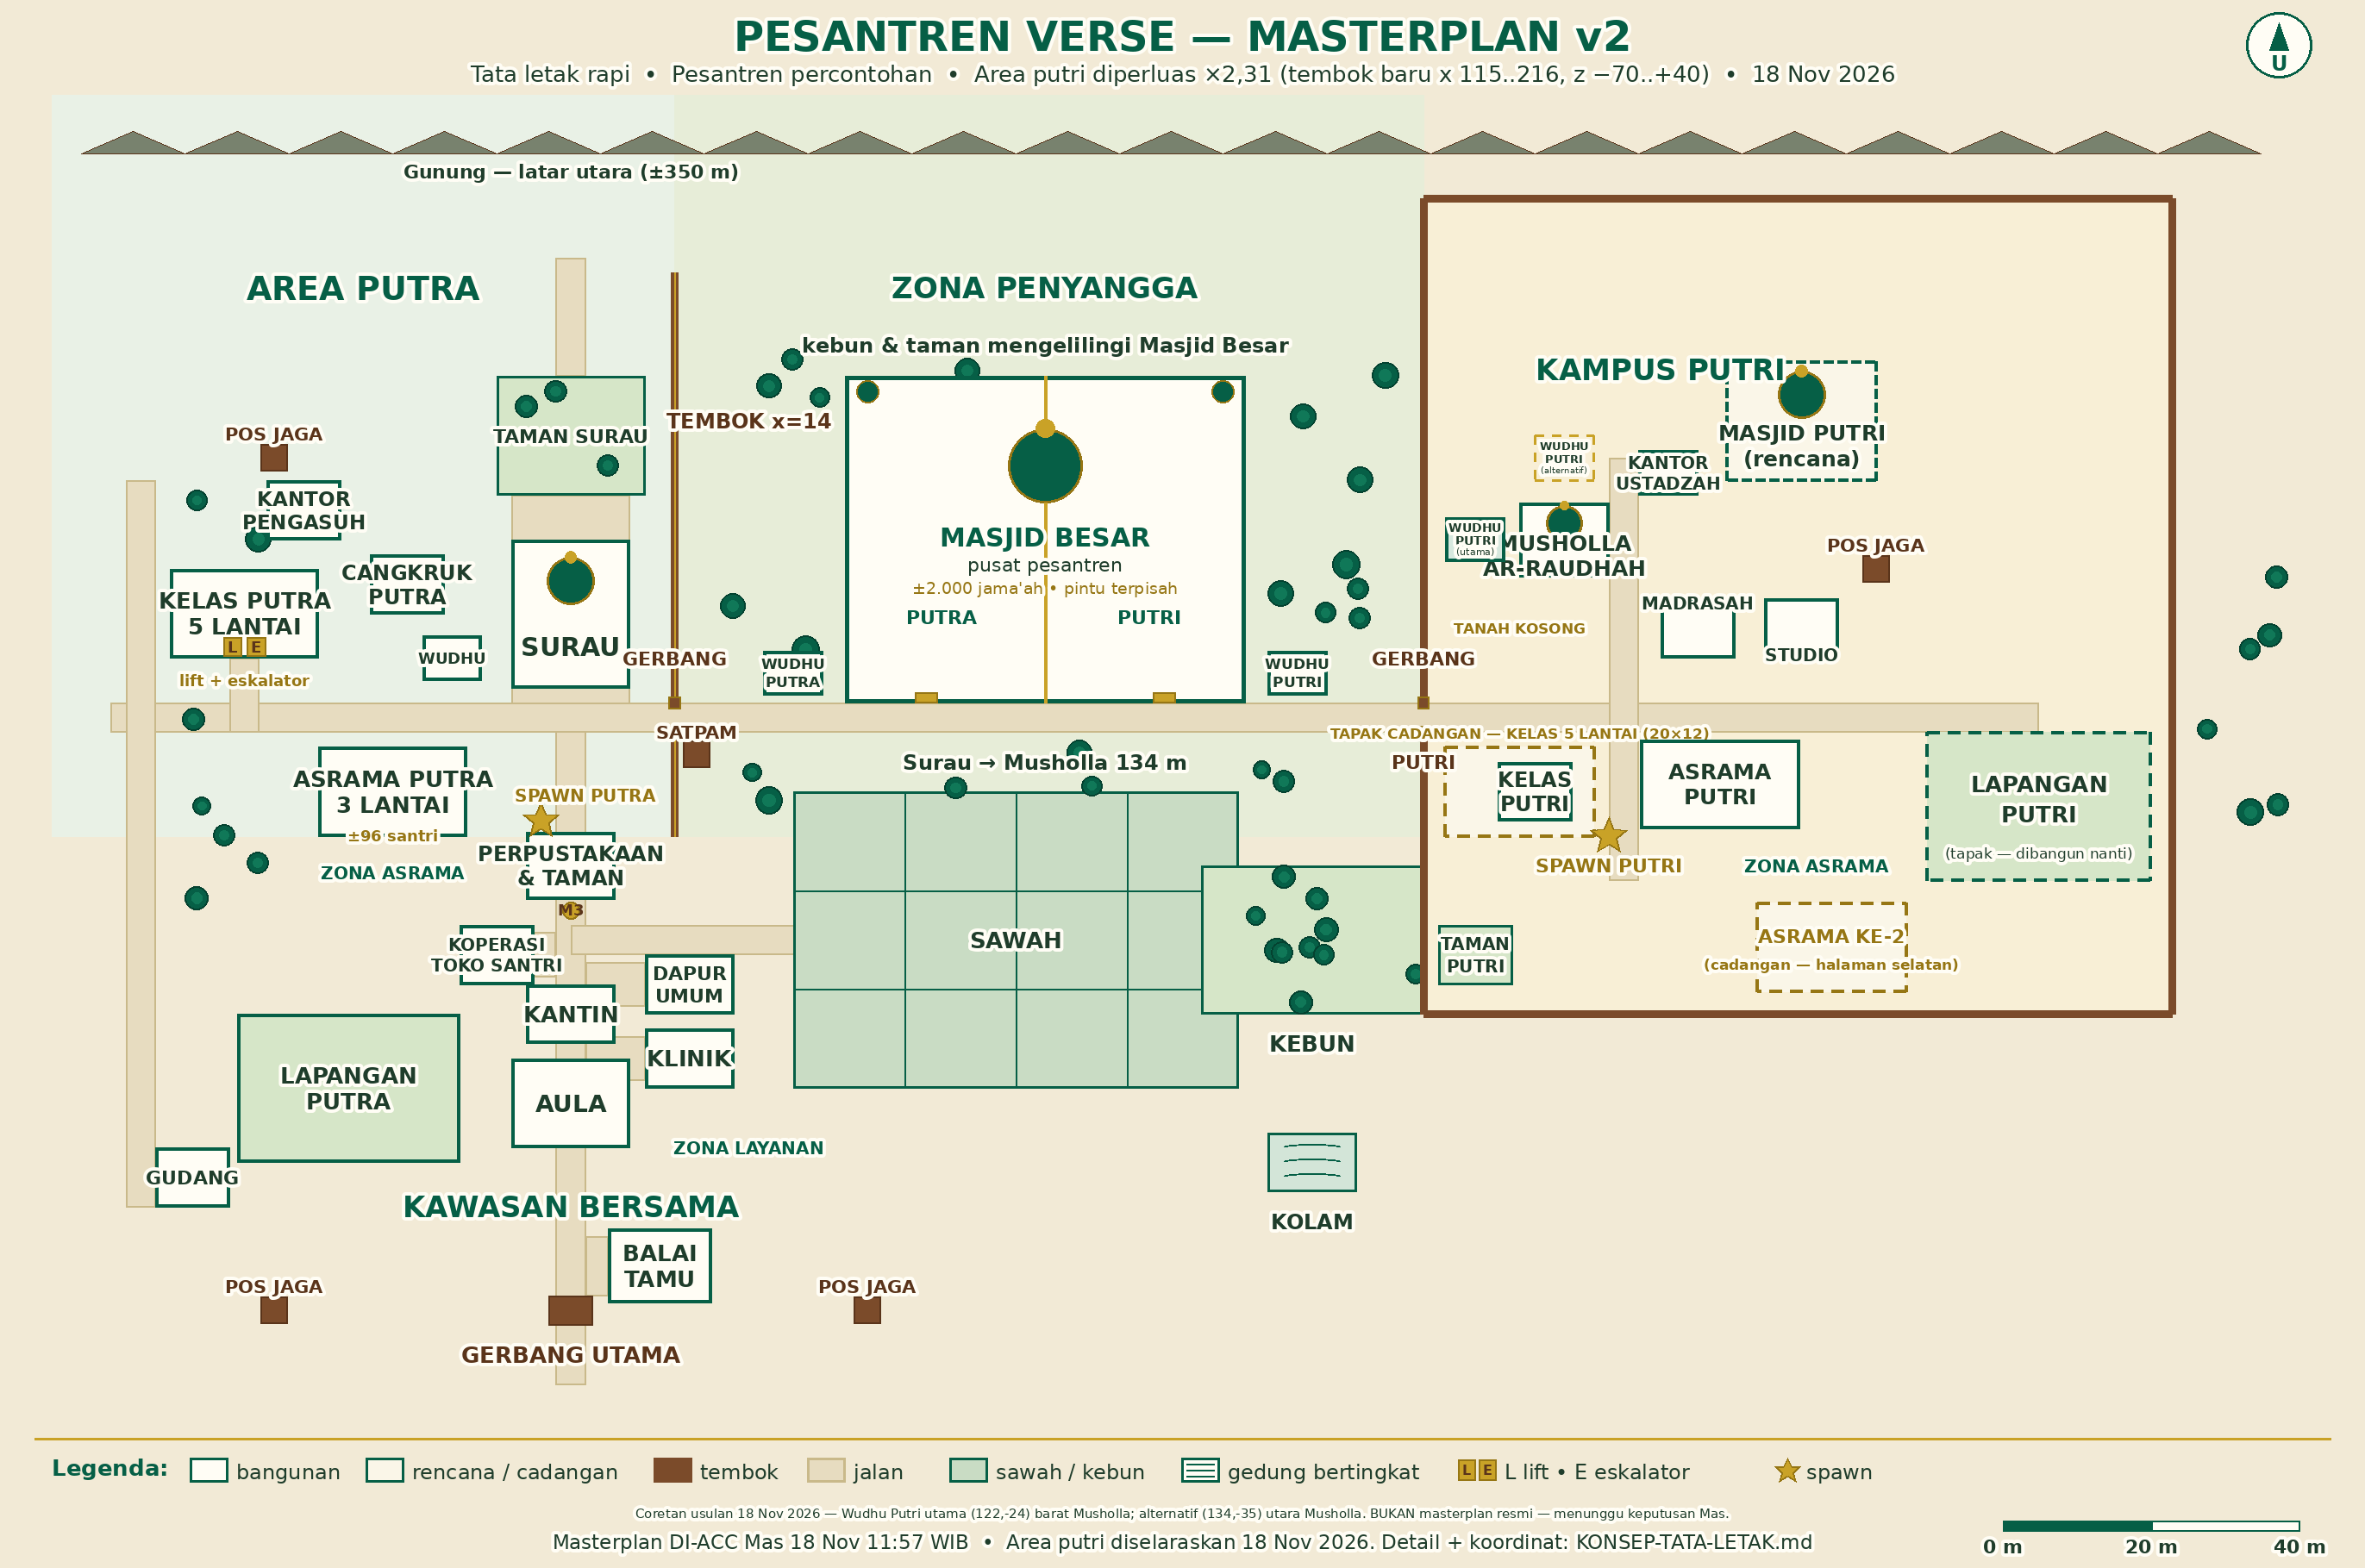 PESANTREN VERSE — MASTERPLAN v2
Tata letak rapi • Pesantren percontohan • Area putri diperluas ×2,31 (tembok baru x 115..216, z −70..+40) • 18 Nov 2026
U
Gunung — latar utara (±350 m)
AREA PUTRA
ZONA PENYANGGA
kebun & taman mengelilingi Masjid Besar
KAMPUS PUTRI
TEMBOK x=14
POS JAGA
TAMAN SURAU
MASJID PUTRI
(rencana)
WUDHU
PUTRI
(alternatif)
KANTOR
USTADZAH
KANTOR
PENGASUH
CANGKRUK
PUTRA
KELAS PUTRA
5 LANTAI
L E
lift + eskalator
WUDHU
SURAU
GERBANG
MASJID BESAR
pusat pesantren
±2.000 jama'ah • pintu terpisah
PUTRA
PUTRI
WUDHU
PUTRA
WUDHU
PUTRI
GERBANG
WUDHU
PUTRI
(utama)
MUSHOLLA
AR-RAUDHAH
POS JAGA
TANAH KOSONG
MADRASAH
STUDIO
SATPAM
Surau → Musholla 134 m
TAPAK CADANGAN — KELAS 5 LANTAI (20×12)
PUTRI
KELAS
PUTRI
ASRAMA
PUTRI
LAPANGAN
PUTRI
(tapak — dibangun nanti)
ASRAMA PUTRA
3 LANTAI
±96 santri
ZONA ASRAMA
SPAWN PUTRA
PERPUSTAKAAN
& TAMAN
M3
SPAWN PUTRI
ZONA ASRAMA
KOPERASI
TOKO SANTRI
DAPUR
UMUM
SAWAH
TAMAN
PUTRI
ASRAMA KE-2
(cadangan — halaman selatan)
KANTIN
KLINIK
KEBUN
LAPANGAN
PUTRA
AULA
ZONA LAYANAN
GUDANG
KAWASAN BERSAMA
KOLAM
BALAI
TAMU
POS JAGA
POS JAGA
GERBANG UTAMA
Legenda: bangunan rencana / cadangan tembok jalan sawah / kebun gedung bertingkat L E L lift • E eskalator spawn
Coretan usulan 18 Nov 2026 — Wudhu Putri utama (122,-24) barat Musholla; alternatif (134,-35) utara Musholla. BUKAN masterplan resmi — menunggu keputusan Mas.
Masterplan DI-ACC Mas 18 Nov 11:57 WIB • Area putri diselaraskan 18 Nov 2026. Detail + koordinat: KONSEP-TATA-LETAK.md
0 m 20 m 40 m